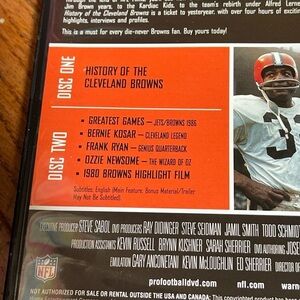 Jim Brown years, to the Kardiac Kids, to the team's rebirth under Alfred Lerner
History of the Cleveland Browns is a ticket to yesteryear, with over four hours of exciting
highlights, interviews and profiles.
This is a must for every die-never Browns fan. Buy yours today!
DISC ONE
HISTORY OF THE
CLEVELAND BROWNS
DISC TWO
• GREATEST GAMES – JETS/BROWNS 1986
• BERNIE KOSAR – CLEVELAND LEGEND
• FRANK RYAN – GENIUS QUARTERBACK
• OZZIE NEWSOME – THE WIZARD OF OZ
• 1980 BROWNS HIGHLIGHT FILM
Subtitles: English (Main Feature; Bonus Material/Trailer
May Not Be Subtitled).
3
EXECUTIVE PRODUCER STEVE SABOL DVD PRODUCERS RAY DIDINGER STEVE SEIDMAN JAMIL SMITH TODD SCHMIDT
PRODUCTION ASSISTANTS KEVIN RUSSELL BRYNN KUSHNER SARAH SHERRIER DVD AUTHORING JOSE
EMULATION GARY ANCONETANI KEVIN McLOUGHLIN ED SHERRIER DIRECTOR OF
NFL
profootballdvd.com nfl.com warn
NOT AUTHORIZED FOR SALE OR RENTAL OUTSIDE THE USA AND CANADA: This